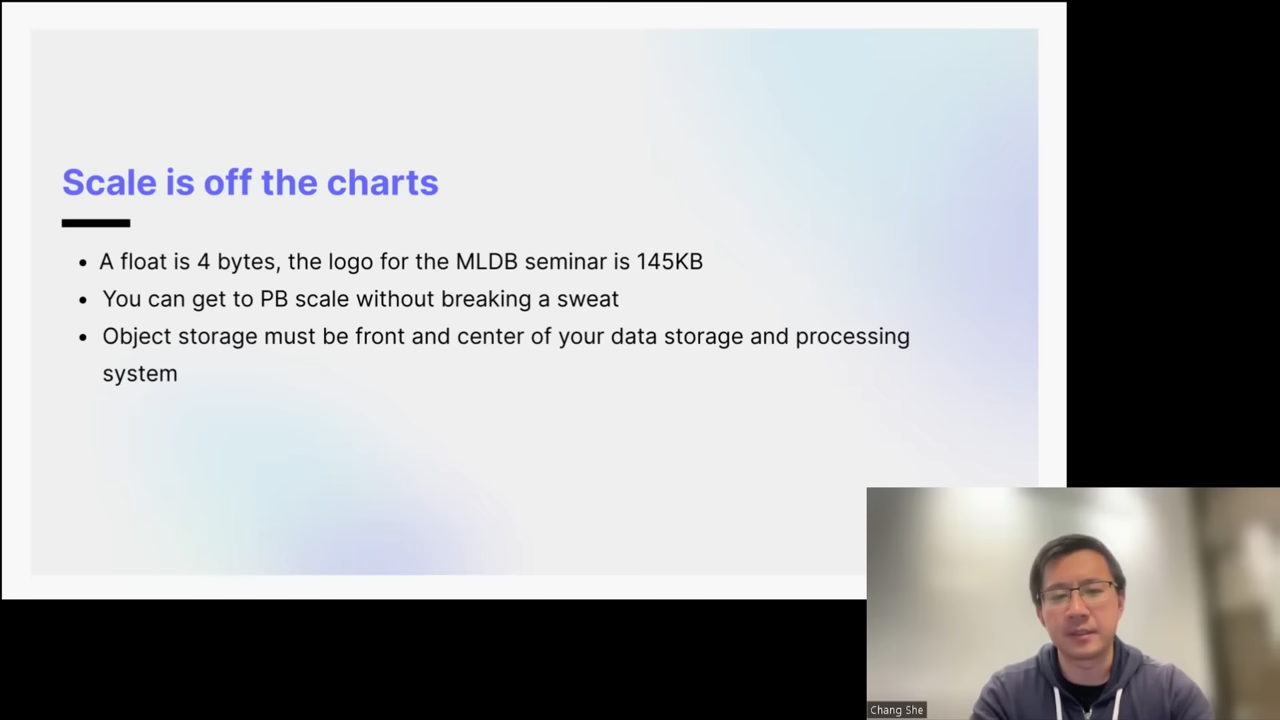 Scale is off the charts
• A float is 4 bytes, the logo for the MLDB seminar is 145KB
• You can get to PB scale without breaking a sweat
• Object storage must be front and center of your data storage and processing
system
Chang She